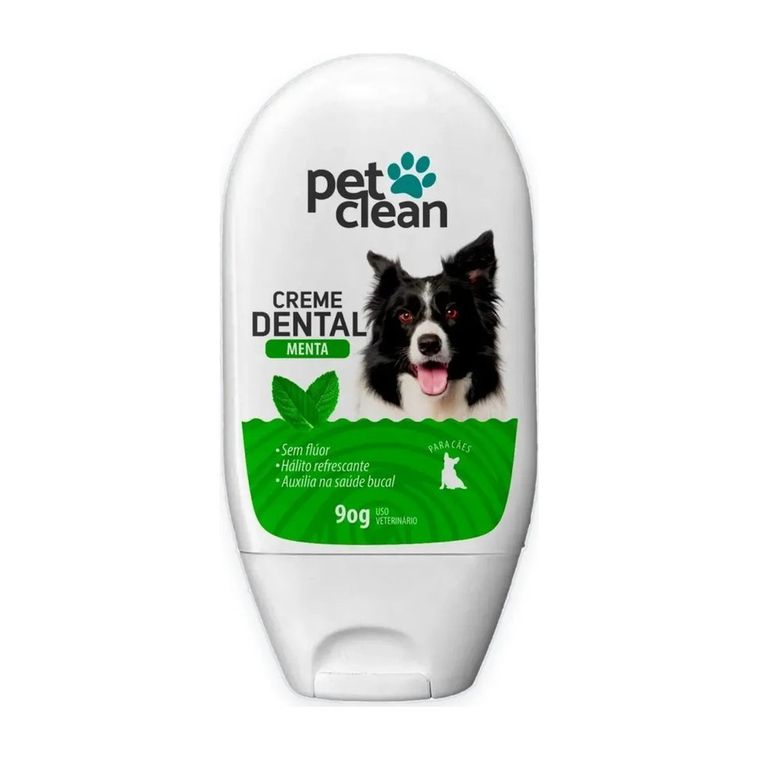 pet
clean
CREME
DENTAL
MENTA
• Sem flúor
• Hálito refrescante
• Auxilia na saúde bucal
PARA CÃES
90g USO
VETERINÁRIO